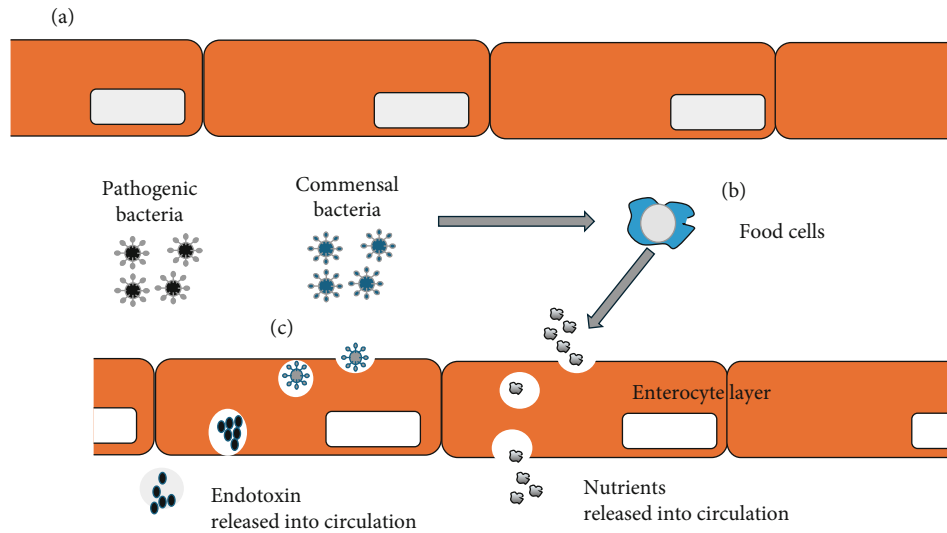 (a)
Pathogenic
bacteria
Commensal
bacteria
(b)
Food cells
(c)
Enterocyte layer
Endotoxin
released into circulation
Nutrients
released into circulation